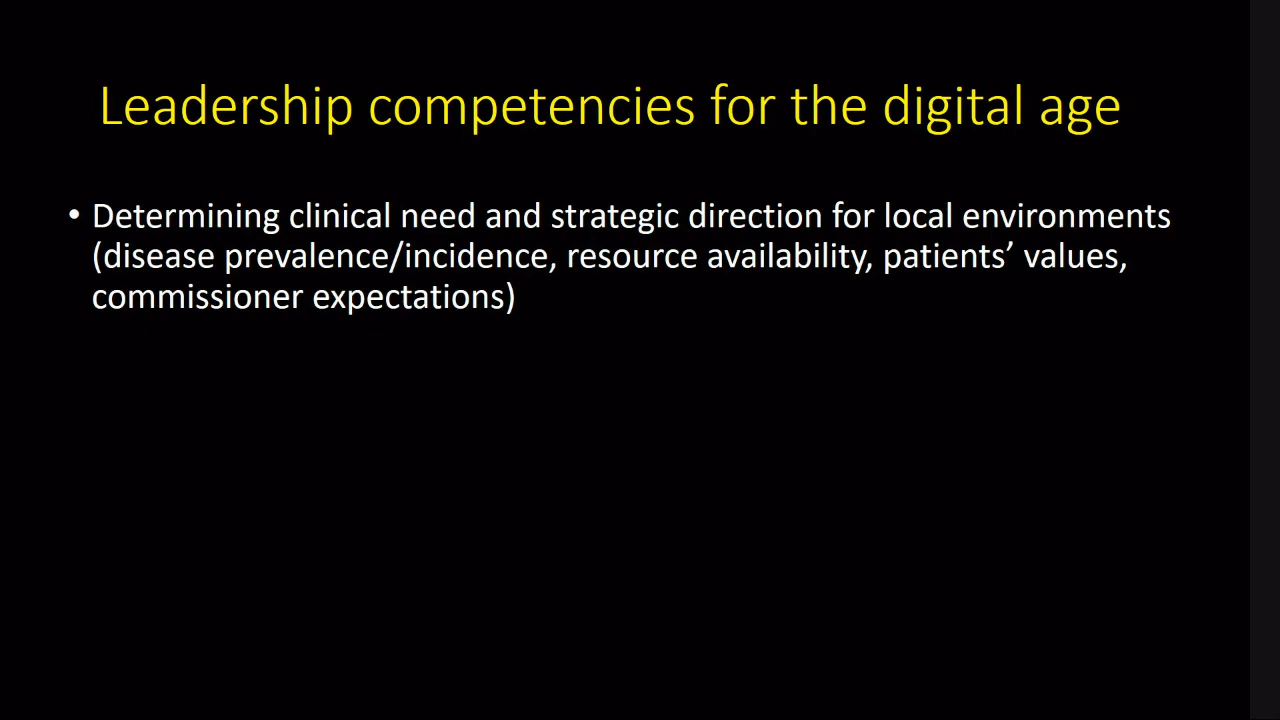 Leadership competencies for the digital age
• Determining clinical need and strategic direction for local environments
(disease prevalence/incidence, resource availability, patients’ values,
commissioner expectations)